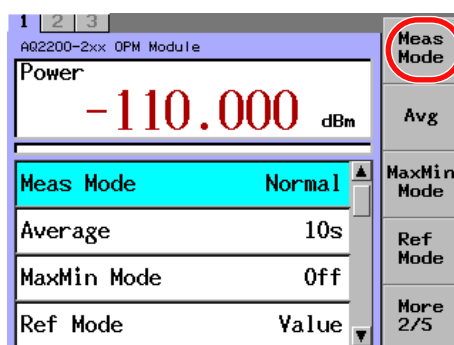 1 2 3
AQ2200-2xx OPM Module
Power
-110.000 dBm
Meas Mode Normal
Average 10s
MaxMin Mode Off
Ref Mode Value
Meas
Mode
Avg
MaxMin
Mode
Ref
Mode
More
2/5